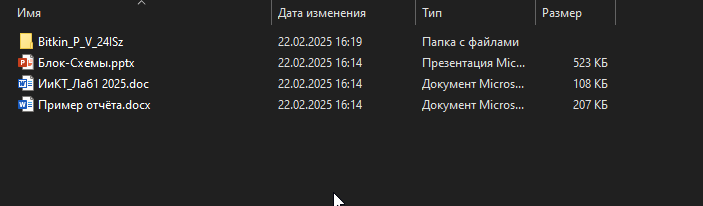 Имя Дата изменения Тип Размер
Bitkin_P_V_24ISz 22.02.2025 16:19 Папка с файлами
Блок-Схемы.pptx 22.02.2025 16:14 Презентация Mic... 523 КБ
ИиКТ_Лаб1 2025.doc 22.02.2025 16:14 Документ Micros... 108 КБ
Пример отчёта.docx 22.02.2025 16:14 Документ Micros... 207 КБ